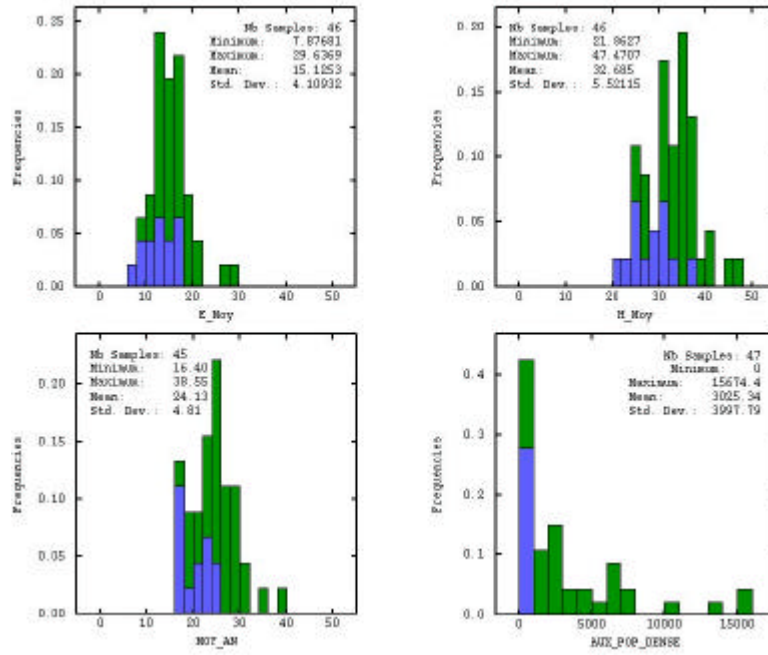 0.25
0.20
0.15
0.10
0.05
0.00
Frequencies
Nb Samples: 46
Minimum: 7.87681
Maximum: 29.6369
Mean: 15.1253
Std. Dev.: 4.10932
0 10 20 30 40 50
E_Moy
0.20
0.15
0.10
0.05
0.00
Frequencies
Nb Samples: 46
Minimum: 21.8627
Maximum: 47.4707
Mean: 32.685
Std. Dev.: 5.52115
0 10 20 30 40 50
H_Moy
0.20
0.15
0.10
0.05
0.00
Frequencies
Nb Samples: 45
Minimum: 16.40
Maximum: 38.55
Mean: 24.13
Std. Dev.: 4.81
0 10 20 30 40 50
MOY_AN
0.4
0.3
0.2
0.1
0.0
Frequencies
Nb Samples: 47
Minimum: 0
Maximum: 15674.4
Mean: 3025.34
Std. Dev.: 3997.79
0 5000 10000 15000
AUX_POP_DENSE